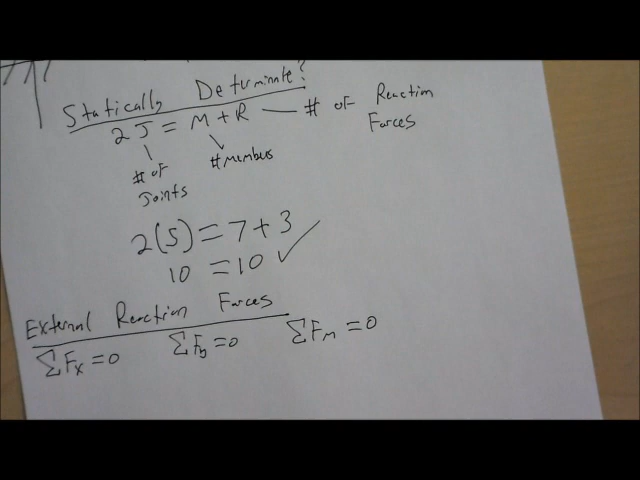 Statically Determinate?
2J = M + R — # of Reaction Forces
# of Joints
# Members
2(5) = 7 + 3
10 = 10 ✓
External Reaction Forces
ΣFx = 0 ΣFy = 0 ΣFm = 0